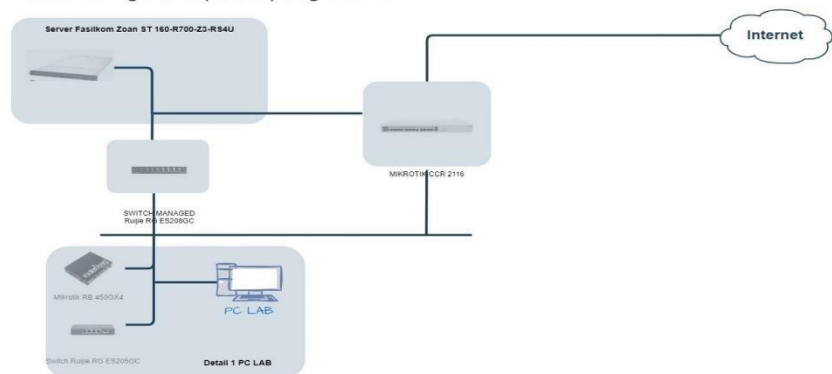 Server Fasilkom Zoan ST 160-R700-Z3-RS4U
Internet
MIKROTIK CCR 2116
SWITCH MANAGED
Ruijie RG ES208GC
Mikrotik RB 450GX4
PC LAB
Switch Ruijie RG ES205GC
Detail 1 PC LAB